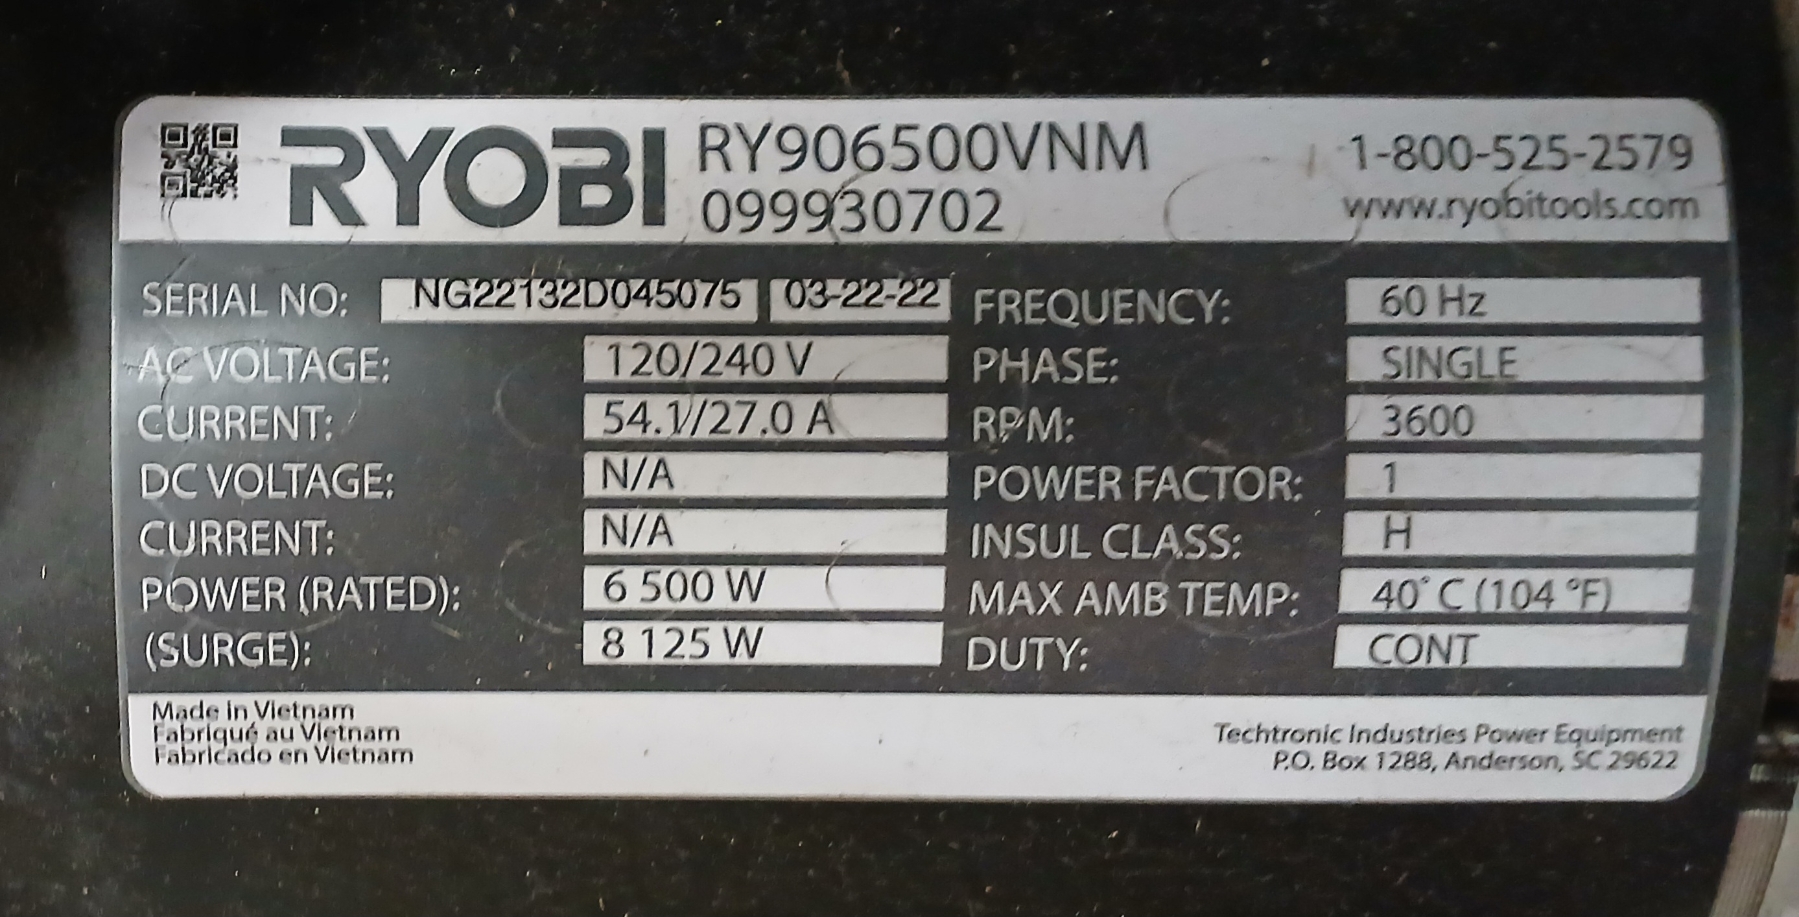 RYOBI RY906500VNM 1-800-525-2579
099930702 www.ryobitools.com
SERIAL NO: NG22132D045075 03-22-22 FREQUENCY: 60 Hz
AC VOLTAGE: 120/240 V PHASE: SINGLE
CURRENT: 54.1/27.0 A RPM: 3600
DC VOLTAGE: N/A POWER FACTOR: 1
CURRENT: N/A INSUL CLASS: H
POWER (RATED): 6 500 W MAX AMB TEMP: 40° C (104 °F)
(SURGE): 8 125 W DUTY: CONT
Made in Vietnam
Fabriqué au Vietnam
Fabricado en Vietnam
Techtronic Industries Power Equipment
P.O. Box 1288, Anderson, SC 29622